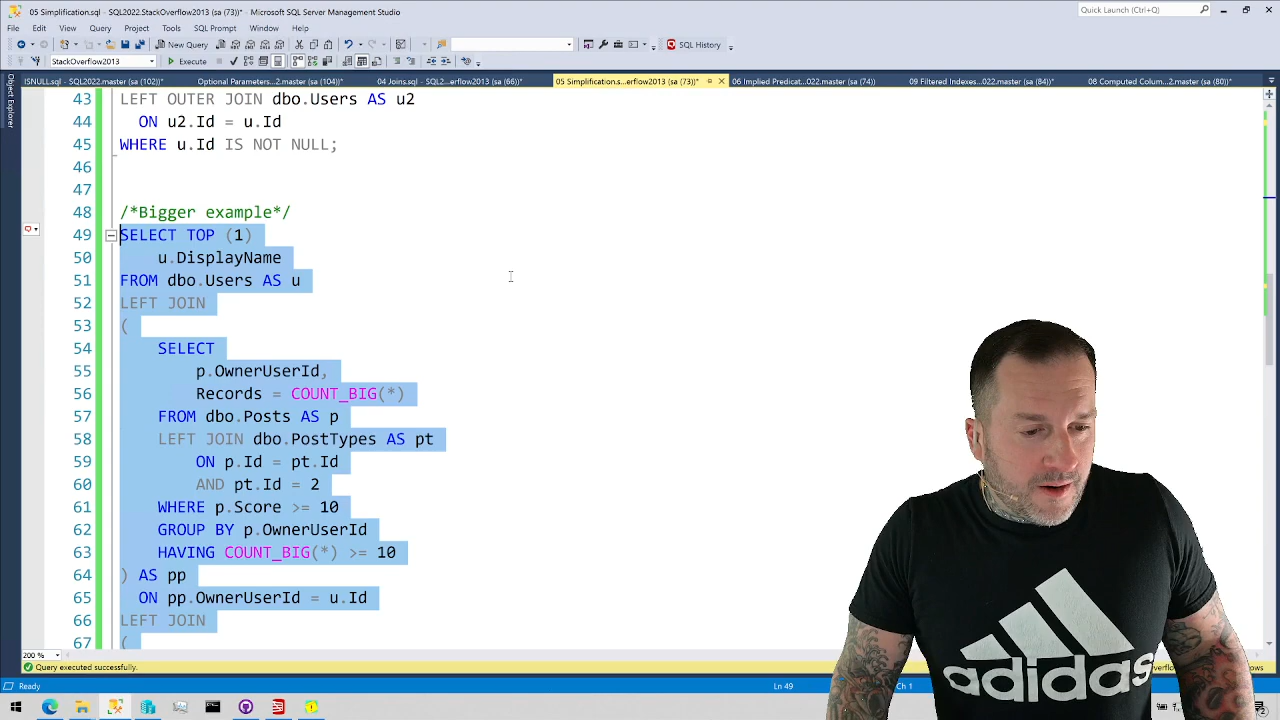 05 Simplification.sql - SQL2022.StackOverflow2013 (sa (73))* - Microsoft SQL Server Management Studio
Quick Launch (Ctrl+Q)
File Edit View Query Project Tools SQL Prompt Window Help
New Query
SQL History
StackOverflow2013
Execute
ISNULL.sql - SQL2022.master (sa (102))*
Optional Parameters...2.master (sa (104))*
04 Joins.sql - SQL2...erflow2013 (sa (66))*
05 Simplification.s...erflow2013 (sa (73))*
06 Implied Predicat...022.master (sa (74))
09 Filtered Indexes...022.master (sa (84))*
08 Computed Colum...2.master (sa (80))*
Object Explorer
43 LEFT OUTER JOIN dbo.Users AS u2
44 ON u2.Id = u.Id
45 WHERE u.Id IS NOT NULL;
46
47
48 /*Bigger example*/
49 SELECT TOP (1)
50 u.DisplayName
51 FROM dbo.Users AS u
52 LEFT JOIN
53 (
54 SELECT
55 p.OwnerUserId,
56 Records = COUNT_BIG(*)
57 FROM dbo.Posts AS p
58 LEFT JOIN dbo.PostTypes AS pt
59 ON p.Id = pt.Id
60 AND pt.Id = 2
61 WHERE p.Score >= 10
62 GROUP BY p.OwnerUserId
63 HAVING COUNT_BIG(*) >= 10
64 ) AS pp
65 ON pp.OwnerUserId = u.Id
66 LEFT JOIN
67 (
200 %
Query executed successfully.
Ready
Ln 49
Ch 1
adidas